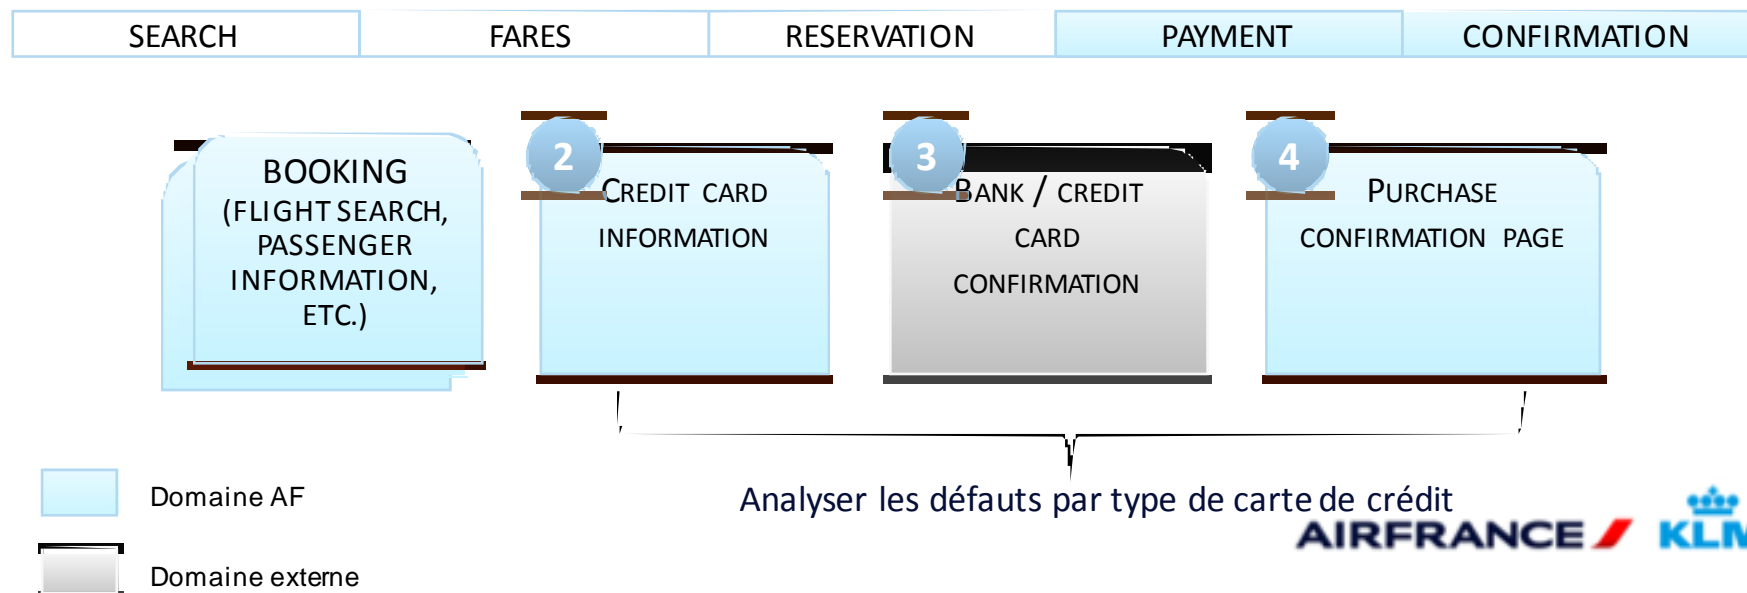 SEARCH FARES RESERVATION PAYMENT CONFIRMATION
BOOKING
(FLIGHT SEARCH,
PASSENGER
INFORMATION,
ETC.)
2
CREDIT CARD
INFORMATION
3
BANK / CREDIT
CARD
CONFIRMATION
4
PURCHASE
CONFIRMATION PAGE
Analyser les défauts par type de carte de crédit
Domaine AF
Domaine externe
AIRFRANCE KLM